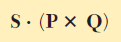 S · (P × Q)